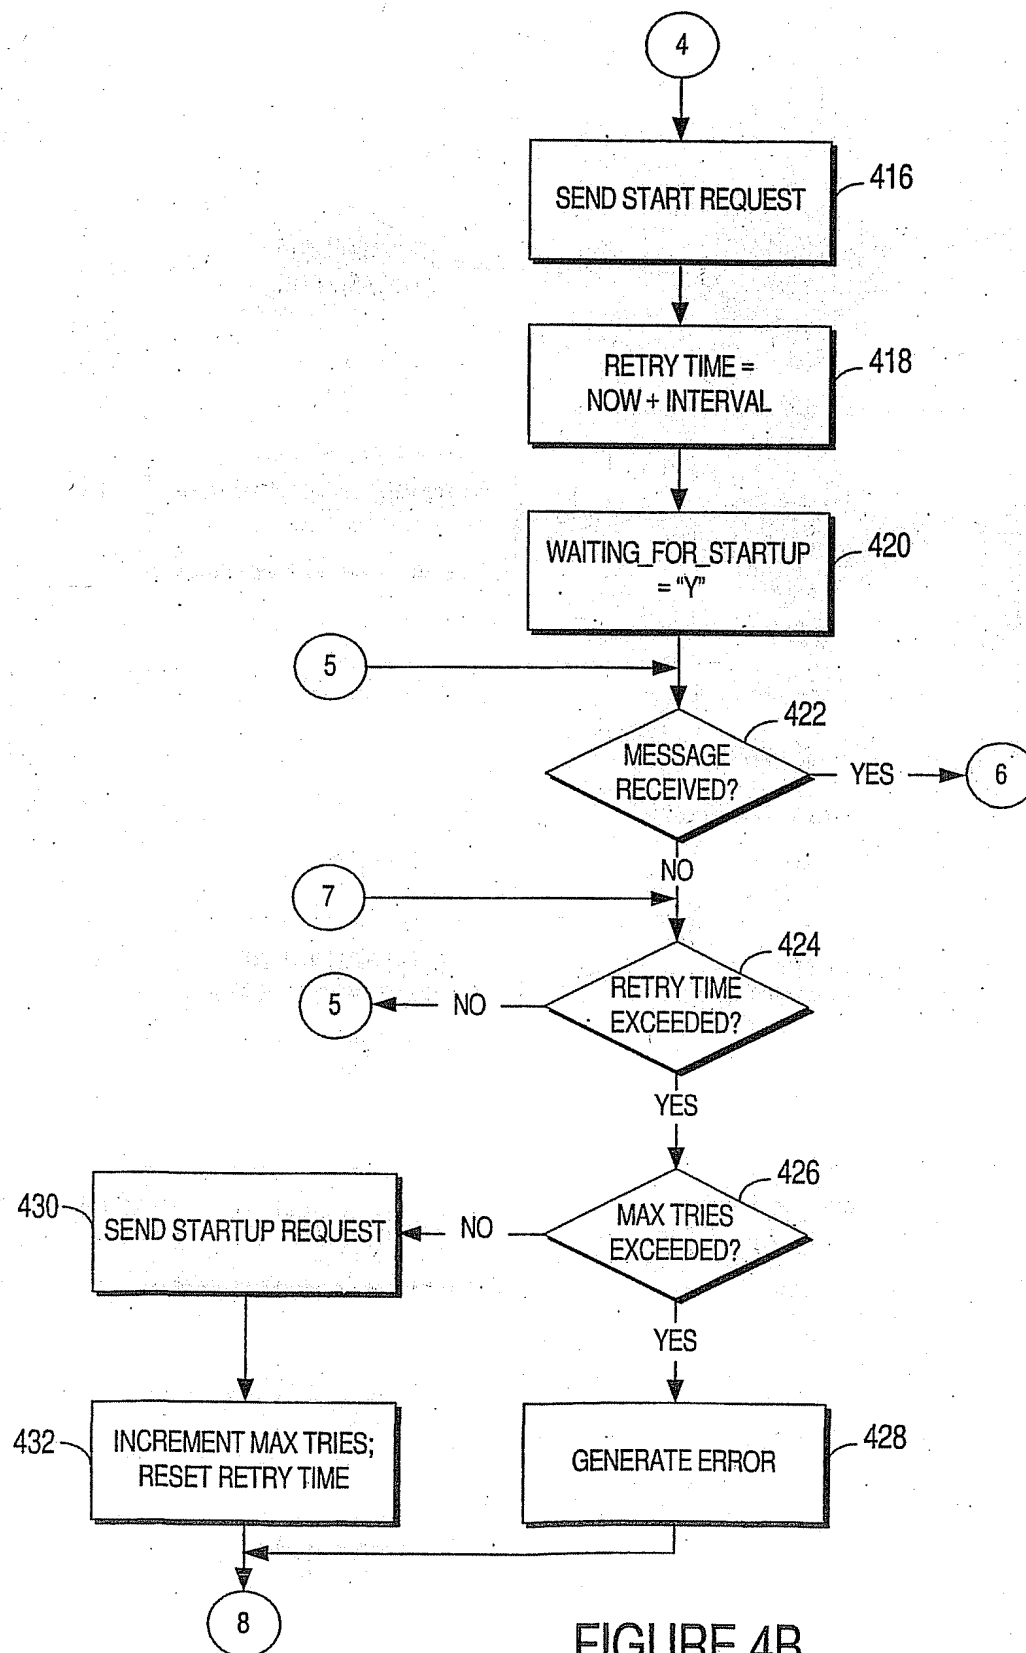 4
SEND START REQUEST
416
RETRY TIME =
NOW + INTERVAL
418
WAITING_FOR_STARTUP
= “Y”
420
5
MESSAGE
RECEIVED?
422
YES
6
NO
7
RETRY TIME
EXCEEDED?
424
NO
5
YES
MAX TRIES
EXCEEDED?
426
NO
SEND STARTUP REQUEST
430
YES
INCREMENT MAX TRIES;
RESET RETRY TIME
432
GENERATE ERROR
428
8
FIGURE 4B